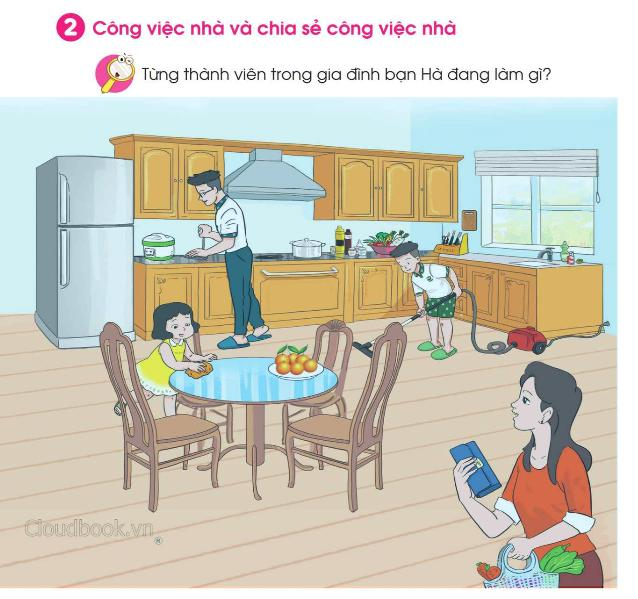 2 Công việc nhà và chia sẻ công việc nhà
Từng thành viên trong gia đình bạn Hà đang làm gì?
Cloudbook.vn
®